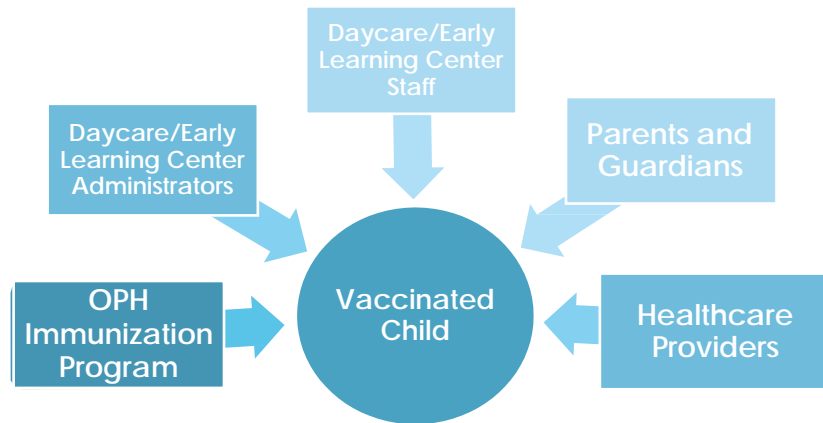 Daycare/Early
Learning Center
Staff
Daycare/Early
Learning Center
Administrators
Parents and
Guardians
OPH
Immunization
Program
Vaccinated
Child
Healthcare
Providers